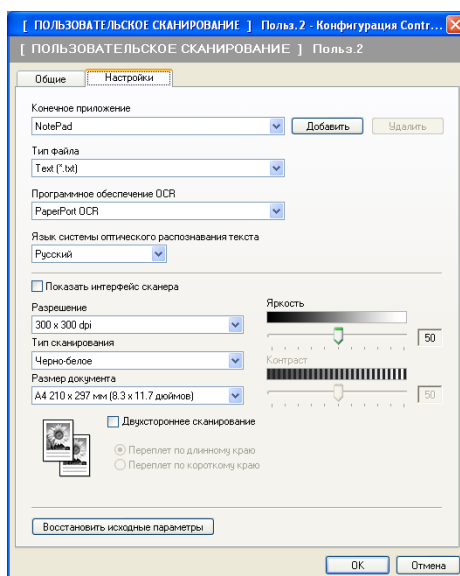 [ ПОЛЬЗОВАТЕЛЬСКОЕ СКАНИРОВАНИЕ ] Польз.2 - Конфигурация Contr...
[ ПОЛЬЗОВАТЕЛЬСКОЕ СКАНИРОВАНИЕ ] Польз.2
Общие Настройки
Конечное приложение
NotePad Добавить Удалить
Тип файла
Text (*.txt)
Программное обеспечение OCR
PaperPort OCR
Язык системы оптического распознавания текста
Русский
Показать интерфейс сканера
Разрешение Яркость
300 x 300 dpi 50
Тип сканирования
Черно-белое Контраст
Размер документа
A4 210 x 297 мм (8.3 x 11.7 дюймов) 50
Двухстороннее сканирование
Переплет по длинному краю
Переплет по короткому краю
Восстановить исходные параметры
OK Отмена